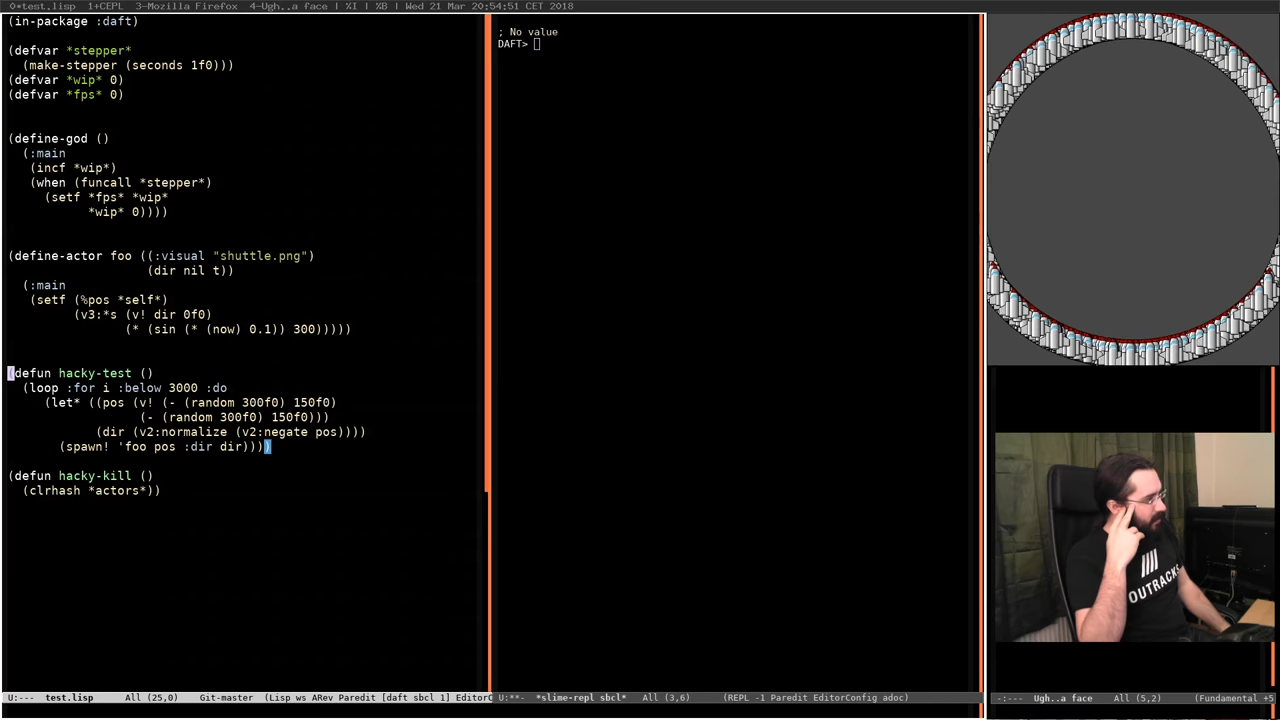 0*test.lisp  1+CEPL  3-Mozilla Firefox  4-Ugh..a face | %I | %B | Wed 21 Mar 20:54:51 CET 2018
(in-package :daft)
(defvar *stepper*
  (make-stepper (seconds 1f0)))
(defvar *wip* 0)
(defvar *fps* 0)
(define-god ()
  (:main
   (incf *wip*)
   (when (funcall *stepper*)
     (setf *fps* *wip*
           *wip* 0))))
(define-actor foo ((:visual "shuttle.png")
                   (dir nil t))
  (:main
   (setf (%pos *self*)
         (v3:*s (v! dir 0f0)
                (* (sin (* (now) 0.1)) 300)))))
(defun hacky-test ()
  (loop :for i :below 3000 :do
     (let* ((pos (v! (- (random 300f0) 150f0)
                  (- (random 300f0) 150f0)))
            (dir (v2:normalize (v2:negate pos))))
       (spawn! 'foo pos :dir dir))))
(defun hacky-kill ()
  (clrhash *actors*))
U:---  test.lisp      All (25,0)   Git-master  (Lisp ws ARev Paredit [daft sbcl 1] EditorC
; No value
DAFT>
U:**-  *slime-repl sbcl*   All (3,6)     (REPL -1 Paredit EditorConfig adoc)
OUTRACKS
-:---  Ugh..a face    All (5,2)     (Fundamental +5